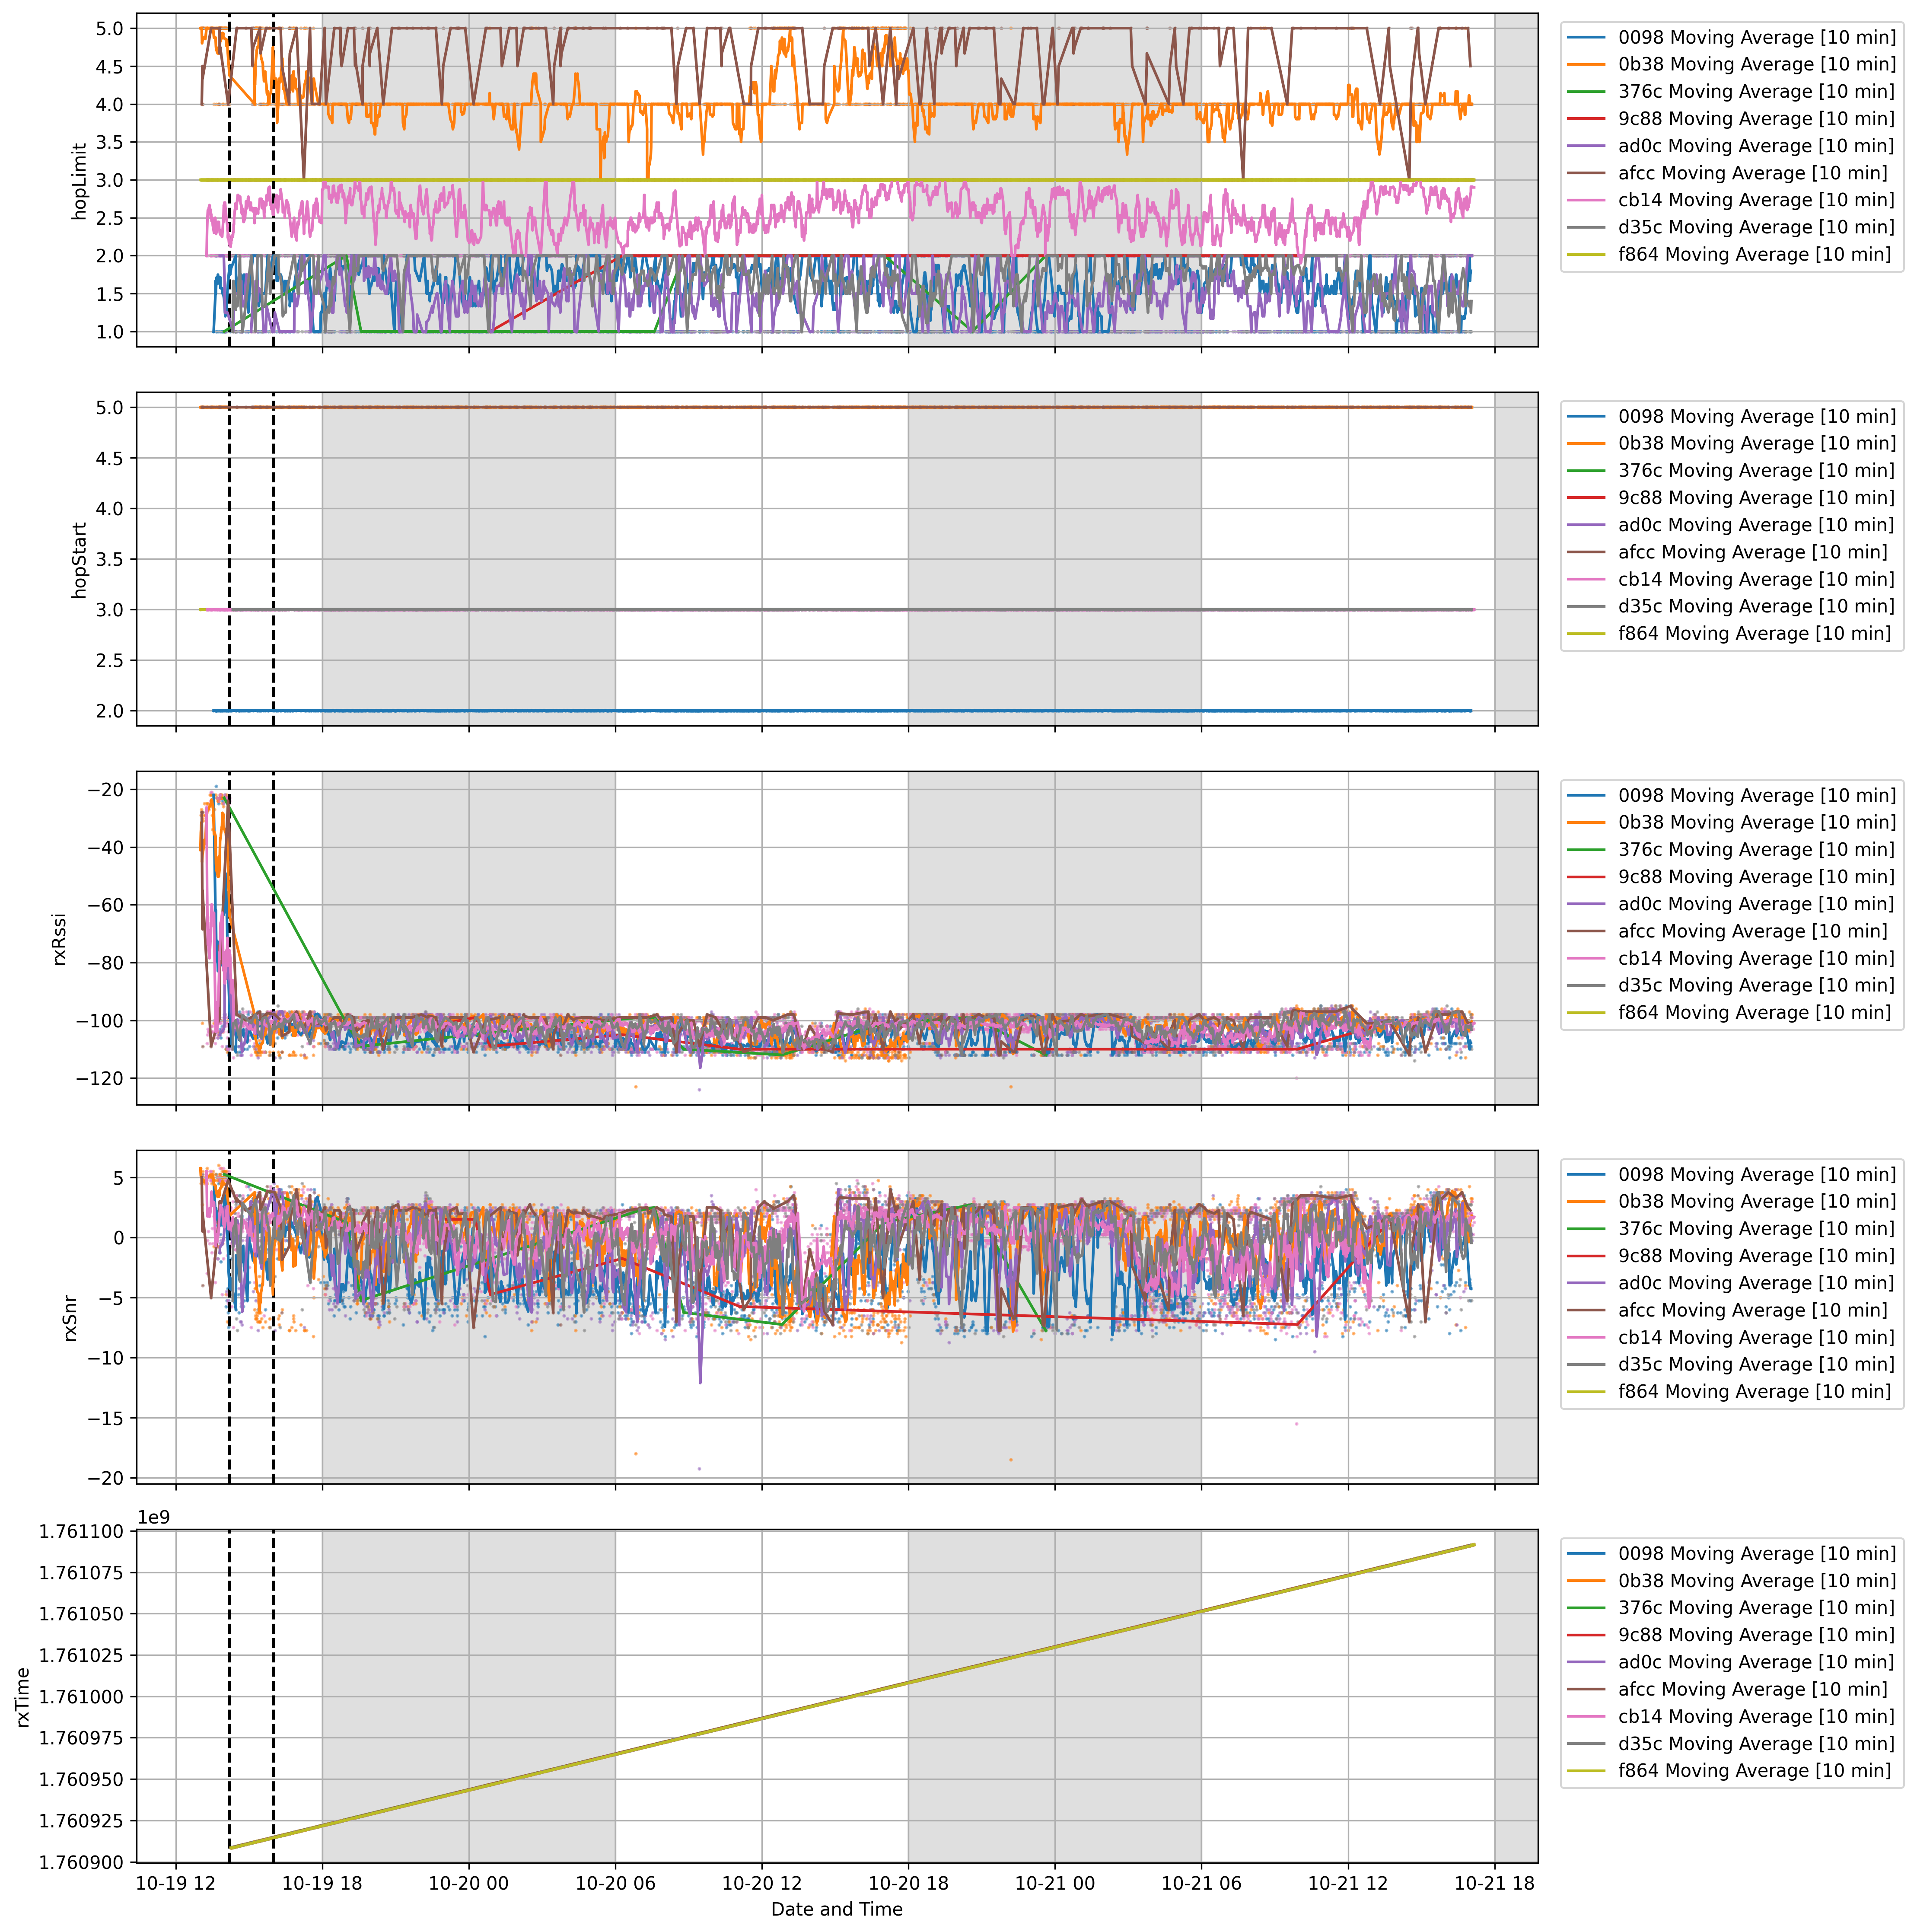 5.0
4.5
4.0
3.5
3.0
2.5
2.0
1.5
1.0
hopLimit
0098 Moving Average [10 min]
0b38 Moving Average [10 min]
376c Moving Average [10 min]
9c88 Moving Average [10 min]
ad0c Moving Average [10 min]
afcc Moving Average [10 min]
cb14 Moving Average [10 min]
d35c Moving Average [10 min]
f864 Moving Average [10 min]
5.0
4.5
4.0
3.5
3.0
2.5
2.0
hopStart
0098 Moving Average [10 min]
0b38 Moving Average [10 min]
376c Moving Average [10 min]
9c88 Moving Average [10 min]
ad0c Moving Average [10 min]
afcc Moving Average [10 min]
cb14 Moving Average [10 min]
d35c Moving Average [10 min]
f864 Moving Average [10 min]
−20
−40
−60
−80
−100
−120
rxRssi
0098 Moving Average [10 min]
0b38 Moving Average [10 min]
376c Moving Average [10 min]
9c88 Moving Average [10 min]
ad0c Moving Average [10 min]
afcc Moving Average [10 min]
cb14 Moving Average [10 min]
d35c Moving Average [10 min]
f864 Moving Average [10 min]
5
0
−5
−10
−15
−20
rxSnr
0098 Moving Average [10 min]
0b38 Moving Average [10 min]
376c Moving Average [10 min]
9c88 Moving Average [10 min]
ad0c Moving Average [10 min]
afcc Moving Average [10 min]
cb14 Moving Average [10 min]
d35c Moving Average [10 min]
f864 Moving Average [10 min]
1e9
1.761100
1.761075
1.761050
1.761025
1.761000
1.760975
1.760950
1.760925
1.760900
rxTime
0098 Moving Average [10 min]
0b38 Moving Average [10 min]
376c Moving Average [10 min]
9c88 Moving Average [10 min]
ad0c Moving Average [10 min]
afcc Moving Average [10 min]
cb14 Moving Average [10 min]
d35c Moving Average [10 min]
f864 Moving Average [10 min]
10-19 12 10-19 18 10-20 00 10-20 06 10-20 12 10-20 18 10-21 00 10-21 06 10-21 12 10-21 18
Date and Time